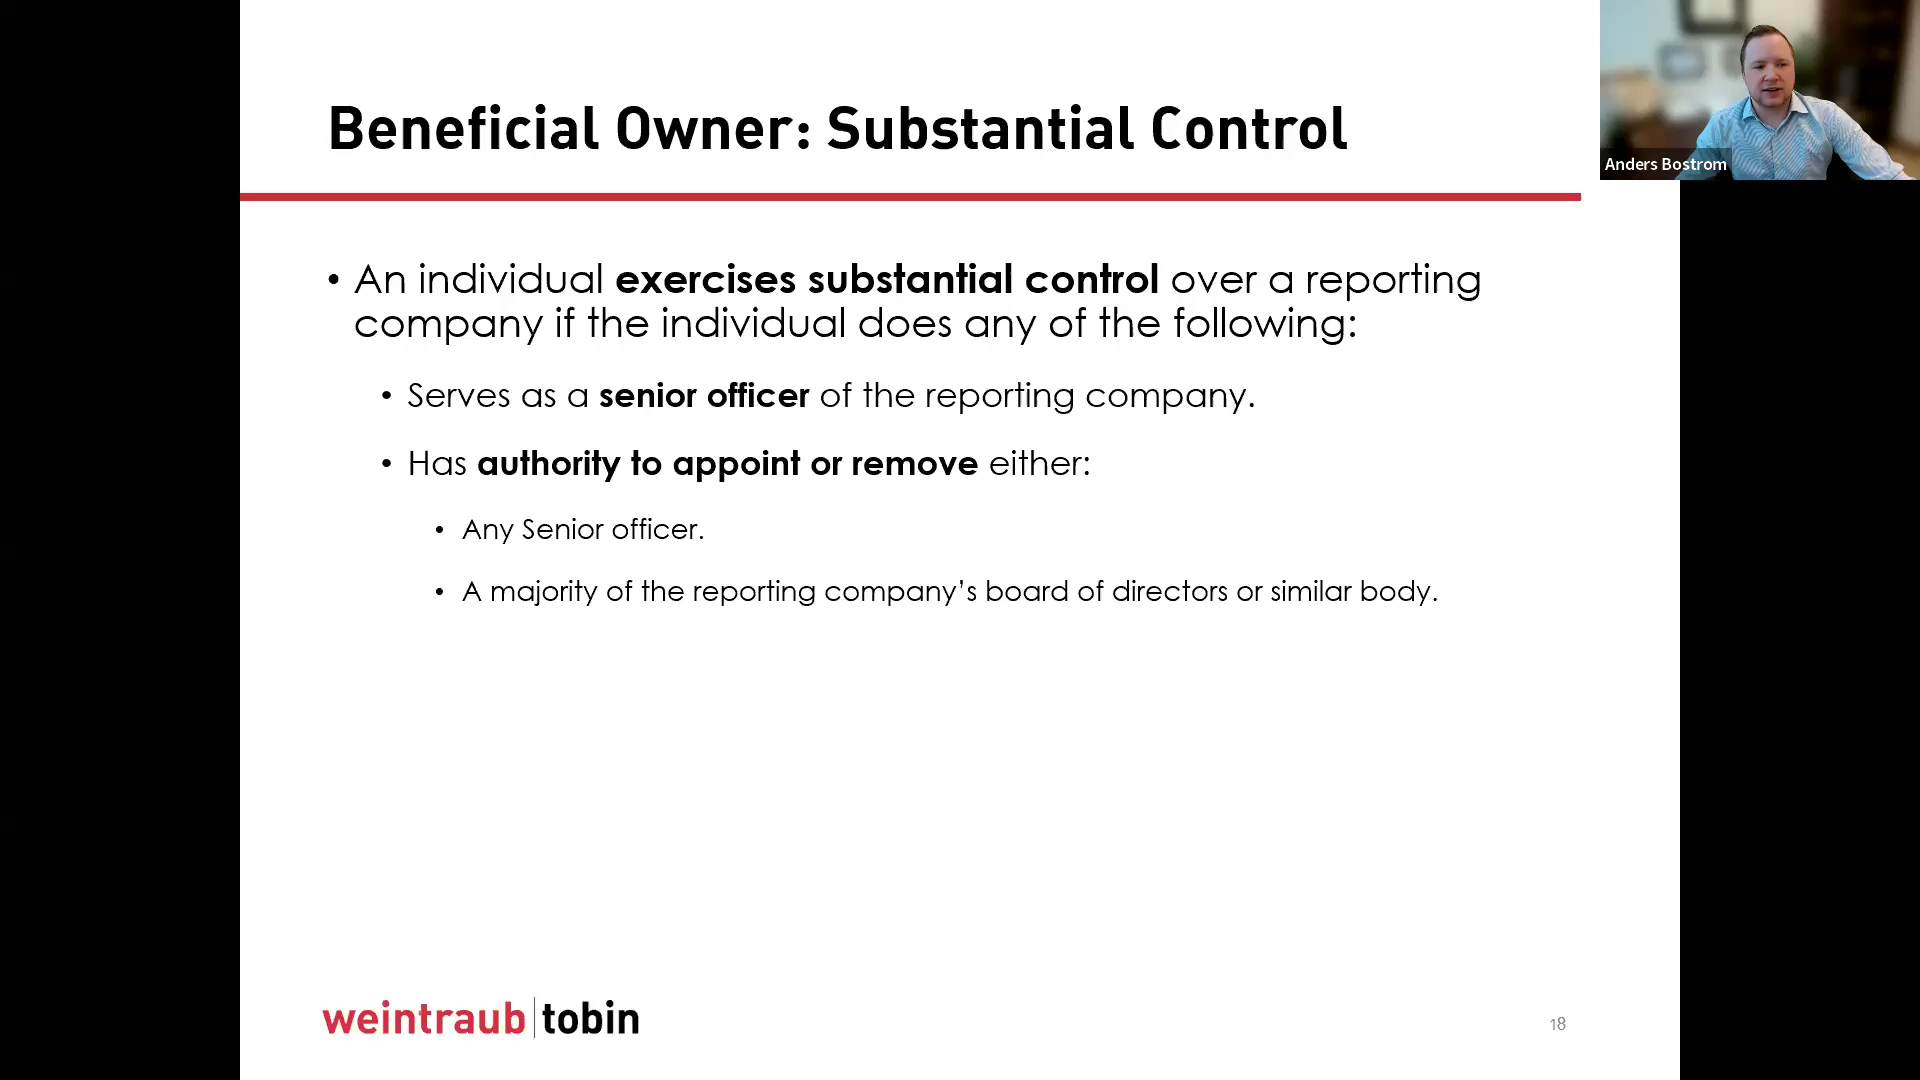 Beneficial Owner: Substantial Control
Anders Bostrom
• An individual exercises substantial control over a reporting
company if the individual does any of the following:
• Serves as a senior officer of the reporting company.
• Has authority to appoint or remove either:
• Any Senior officer.
• A majority of the reporting company’s board of directors or similar body.
weintraub|tobin
18